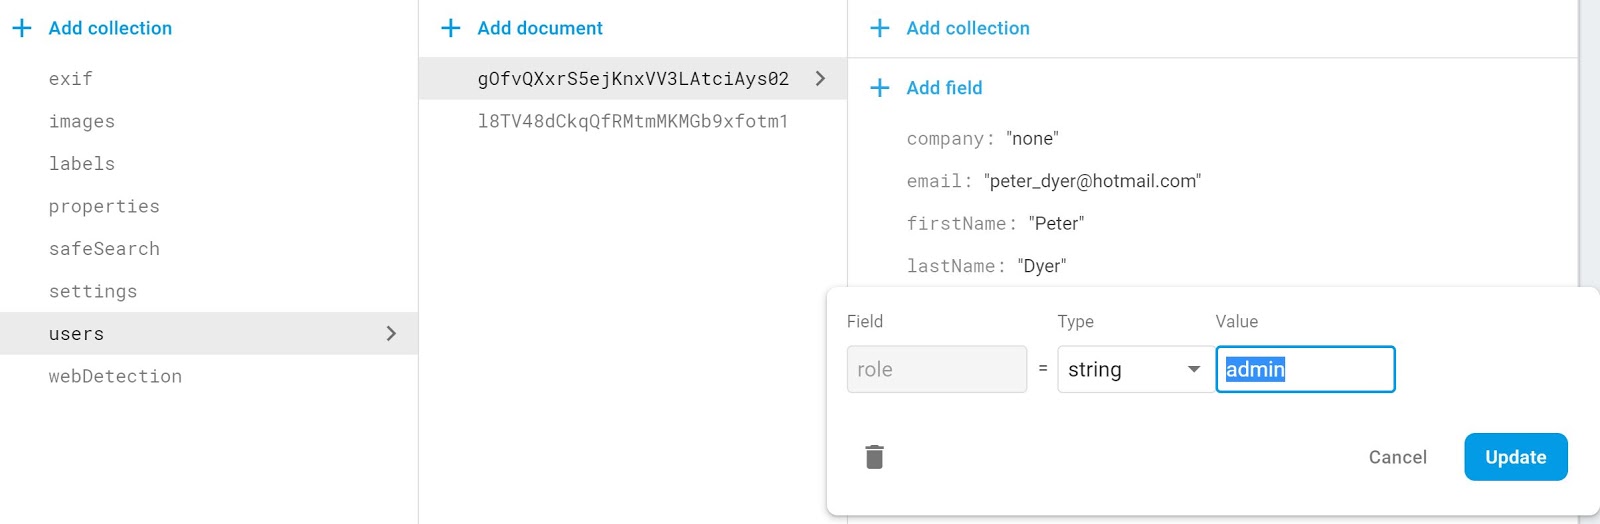 Add collection
exif
images
labels
properties
safeSearch
settings
users
webDetection
Add document
gOfvQXxrS5ejKnxVV3LAtciAys02
l8TV48dCkqQfRMtmMKMGb9xfotm1
Add collection
Add field
company: "none"
email: "peter_dyer@hotmail.com"
firstName: "Peter"
lastName: "Dyer"
Field Type Value
role = string admin
Cancel Update